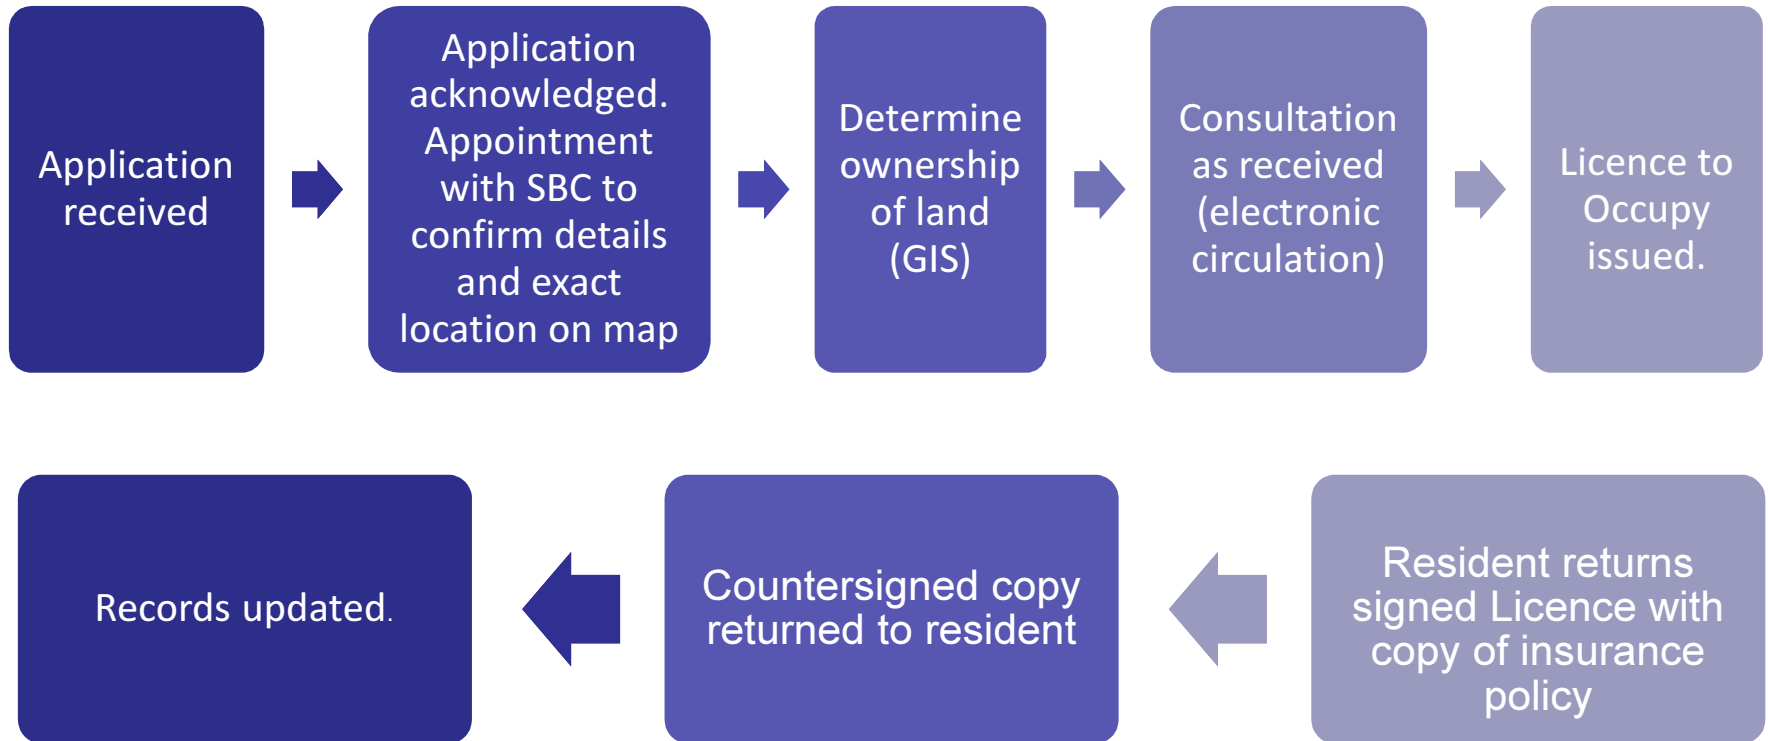 Application
received
Application
acknowledged.
Appointment
with SBC to
confirm details
and exact
location on map
Determine
ownership
of land
(GIS)
Consultation
as received
(electronic
circulation)
Licence to
Occupy
issued.
Resident returns
signed Licence with
copy of insurance
policy
Countersigned copy
returned to resident
Records updated.